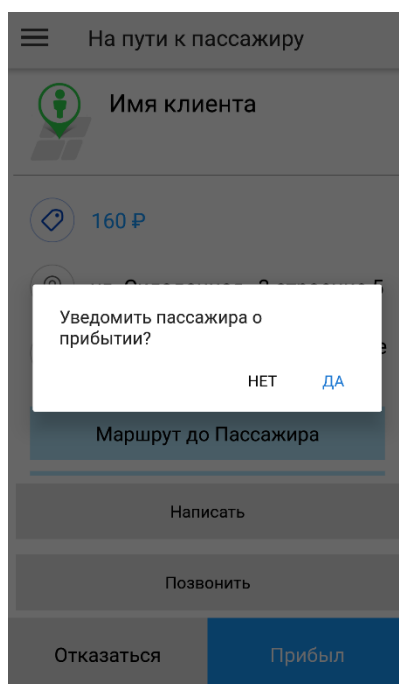 На пути к пассажиру
Имя клиента
160 ₽
Уведомить пассажира о
прибытии?
НЕТ
ДА
Маршрут до Пассажира
Написать
Позвонить
Отказаться
Прибыл